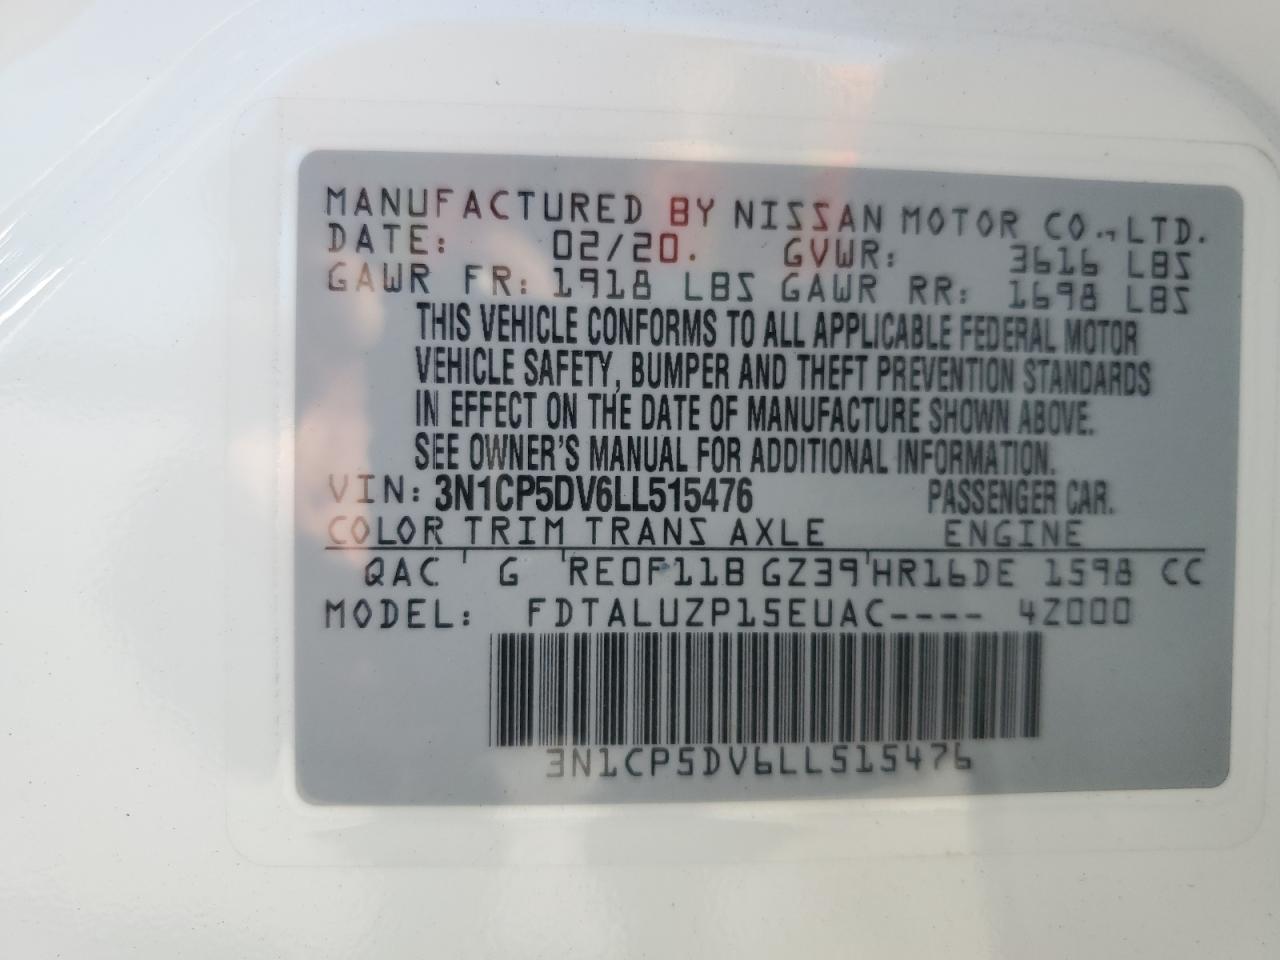 MANUFACTURED BY NISSAN MOTOR CO., LTD.
DATE: 02/20. GVWR: 3616 LBS
GAWR FR: 1918 LBS GAWR RR: 1698 LBS
THIS VEHICLE CONFORMS TO ALL APPLICABLE FEDERAL MOTOR
VEHICLE SAFETY, BUMPER AND THEFT PREVENTION STANDARDS
IN EFFECT ON THE DATE OF MANUFACTURE SHOWN ABOVE.
SEE OWNER'S MANUAL FOR ADDITIONAL INFORMATION.
VIN: 3N1CP5DV6LL515476 PASSENGER CAR.
COLOR TRIM TRANS AXLE ENGINE
QAC G RE0F11B GZ39 HR16DE 1598 CC
MODEL: FDTALUZP15EUAC---- 4Z000
3N1CP5DV6LL515476